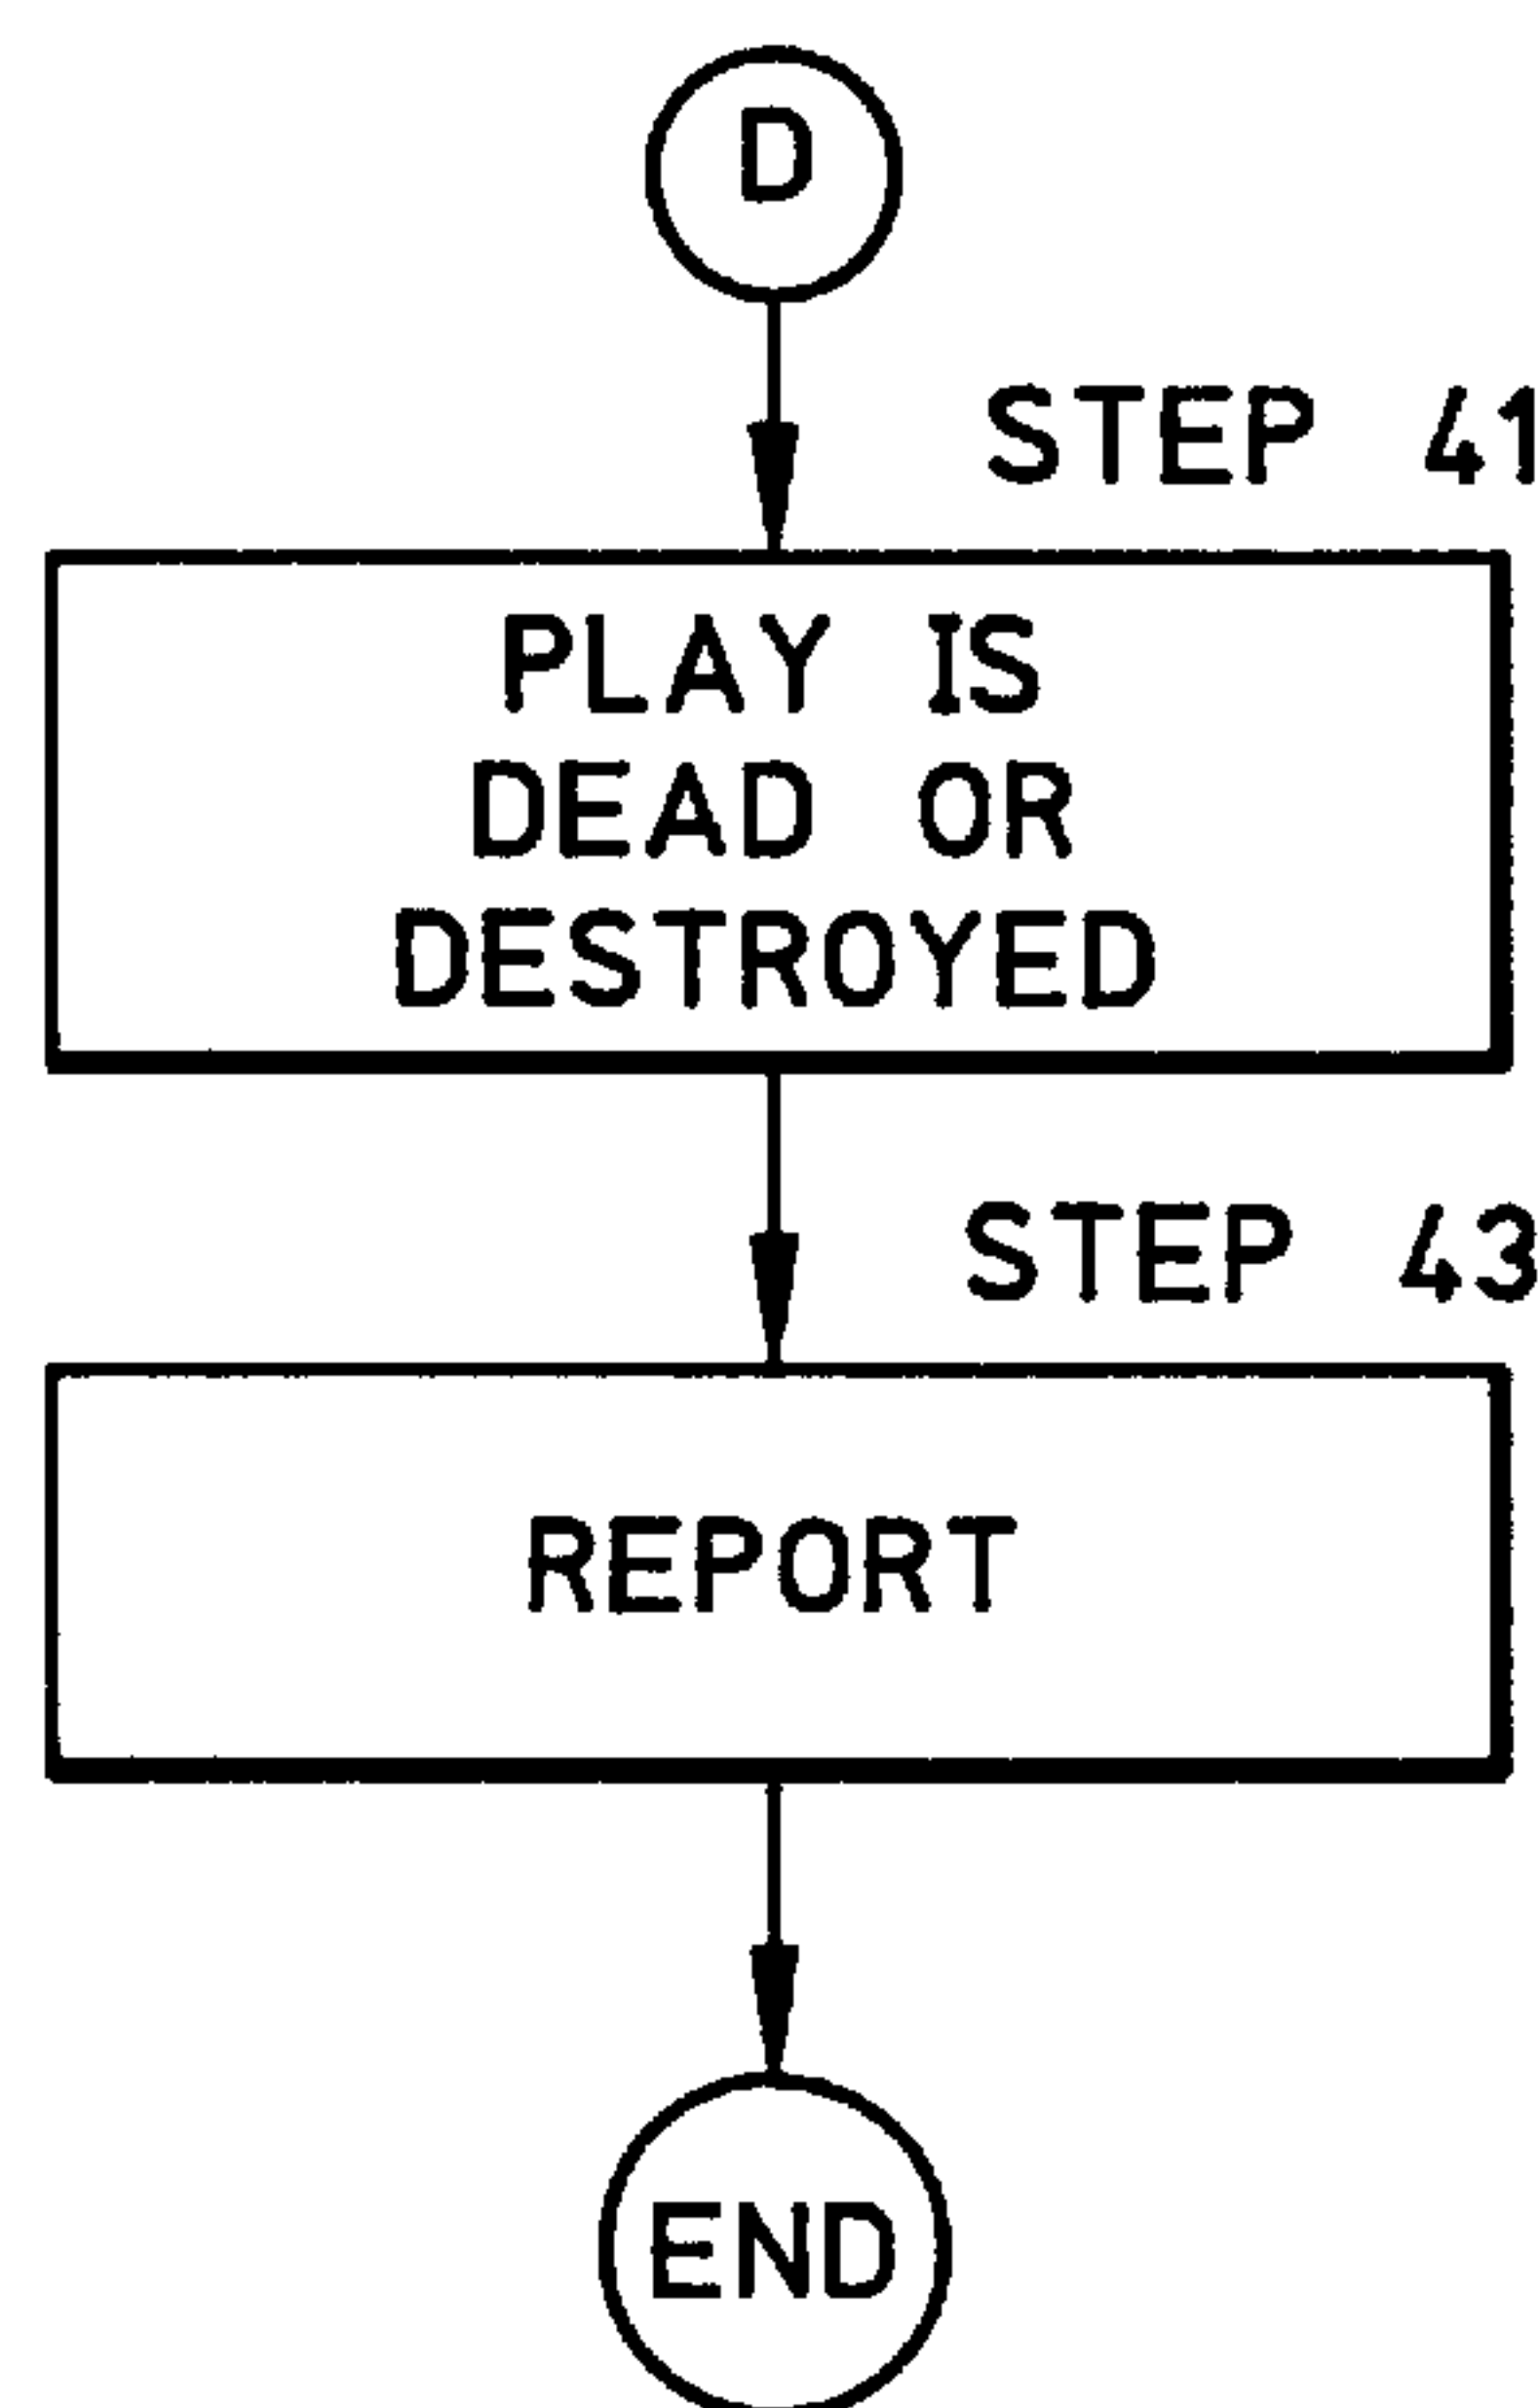 D
STEP 41
PLAY IS
DEAD OR
DESTROYED
STEP 43
REPORT
END